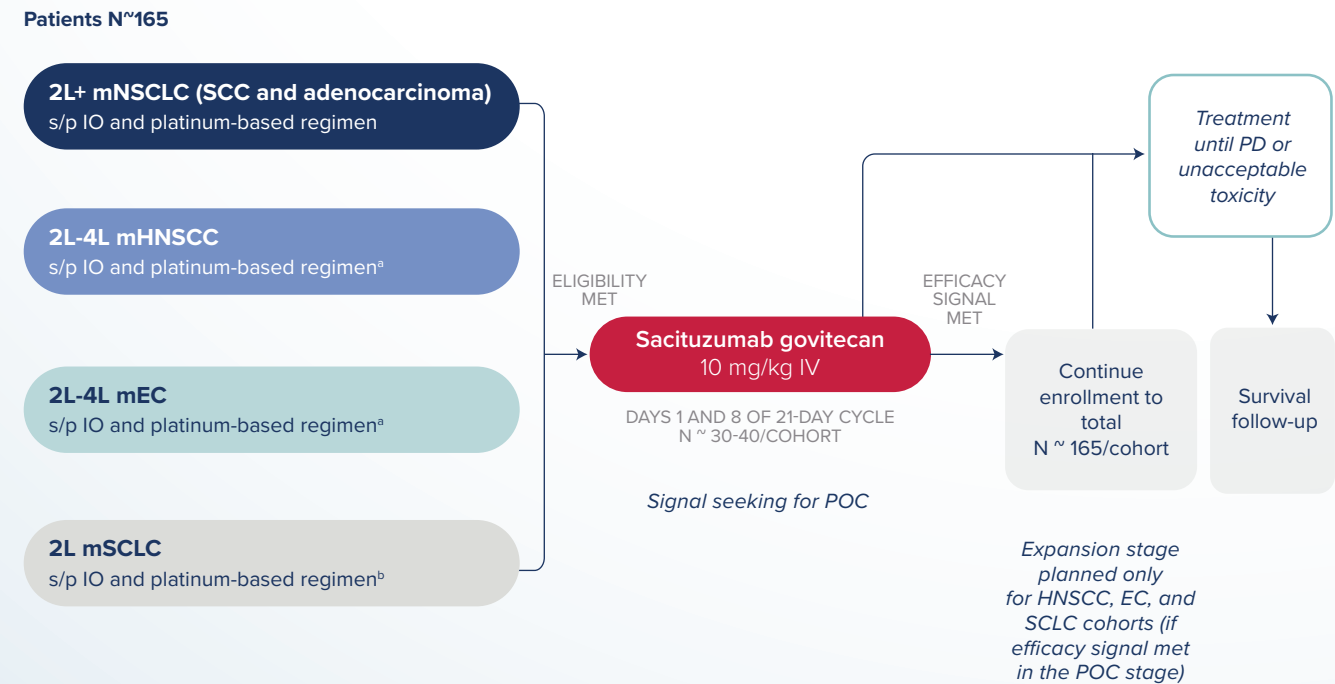 Patients N~165
2L+ mNSCLC (SCC and adenocarcinoma)
s/p IO and platinum-based regimen
2L-4L mHNSCC
s/p IO and platinum-based regimenᵃ
2L-4L mEC
s/p IO and platinum-based regimenᵃ
2L mSCLC
s/p IO and platinum-based regimenᵇ
ELIGIBILITY
MET
Sacituzumab govitecan
10 mg/kg IV
DAYS 1 AND 8 OF 21-DAY CYCLE
N ~ 30-40/COHORT
Signal seeking for POC
EFFICACY
SIGNAL
MET
Continue
enrollment to
total
N ~ 165/cohort
Expansion stage
planned only
for HNSCC, EC, and
SCLC cohorts (if
efficacy signal met
in the POC stage)
Treatment
until PD or
unacceptable
toxicity
Survival
follow-up